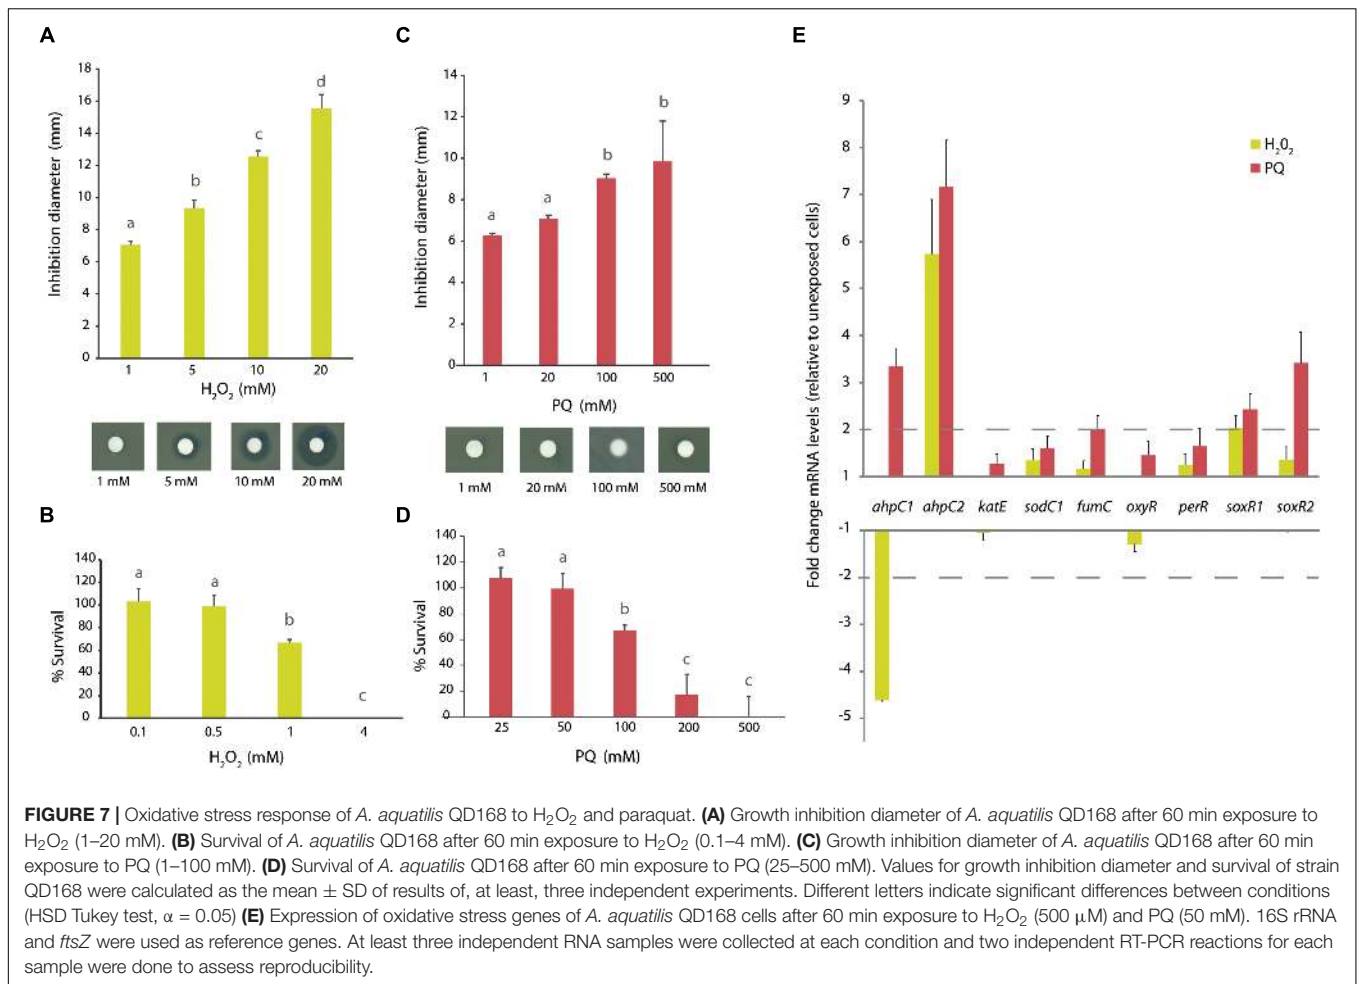 A
18
16
14
12
10
8
6
4
2
0
Inhibition diameter (mm)
a
b
c
d
1 5 10 20
H₂O₂ (mM)
1 mM 5 mM 10 mM 20 mM
B
140
120
100
80
60
40
20
0
% Survival
a
a
b
c
0.1 0.5 1 4
H₂O₂ (mM)
C
14
12
10
8
6
4
2
0
Inhibition diameter (mm)
a
a
b
b
1 20 100 500
PQ (mM)
1 mM 20 mM 100 mM 500 mM
D
140
120
100
80
60
40
20
0
% Survival
a
a
b
c
c
25 50 100 200 500
PQ (mM)
E
9
8
7
6
5
4
3
2
1
-1
-2
-3
-4
-5
Fold change mRNA levels (relative to unexposed cells)
H₂0₂
PQ
ahpC1 ahpC2 katE sodC1 fumC oxyR perR soxR1 soxR2
FIGURE 7 | Oxidative stress response of A. aquatilis QD168 to H₂O₂ and paraquat. (A) Growth inhibition diameter of A. aquatilis QD168 after 60 min exposure to
H₂O₂ (1–20 mM). (B) Survival of A. aquatilis QD168 after 60 min exposure to H₂O₂ (0.1–4 mM). (C) Growth inhibition diameter of A. aquatilis QD168 after 60 min
exposure to PQ (1–100 mM). (D) Survival of A. aquatilis QD168 after 60 min exposure to PQ (25–500 mM). Values for growth inhibition diameter and survival of strain
QD168 were calculated as the mean ± SD of results of, at least, three independent experiments. Different letters indicate significant differences between conditions
(HSD Tukey test, α = 0.05) (E) Expression of oxidative stress genes of A. aquatilis QD168 cells after 60 min exposure to H₂O₂ (500 μM) and PQ (50 mM). 16S rRNA
and ftsZ were used as reference genes. At least three independent RNA samples were collected at each condition and two independent RT-PCR reactions for each
sample were done to assess reproducibility.